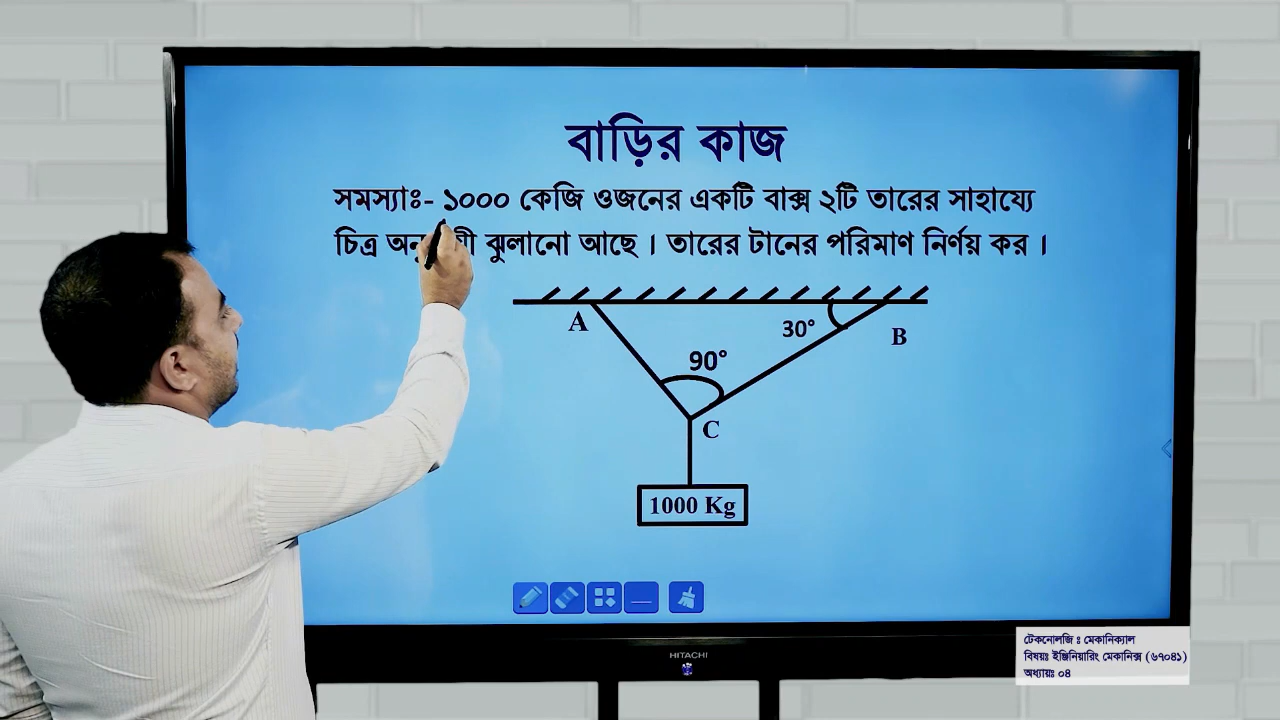 বাড়ির কাজ
সমস্যাঃ- ১০০০ কেজি ওজনের একটি বাক্স ২টি তারের সাহায্যে
চিত্র ঝুলানো আছে । তারের টানের পরিমাণ নির্ণয় কর ।
A
30°
B
90°
C
1000 Kg
HITACHI
টেকনোলজি ঃ মেকানিক্যাল
বিষয়ঃ ইঞ্জিনিয়ারিং মেকানিক্স (৬৭০৪১)
অধ্যায়ঃ ০৪